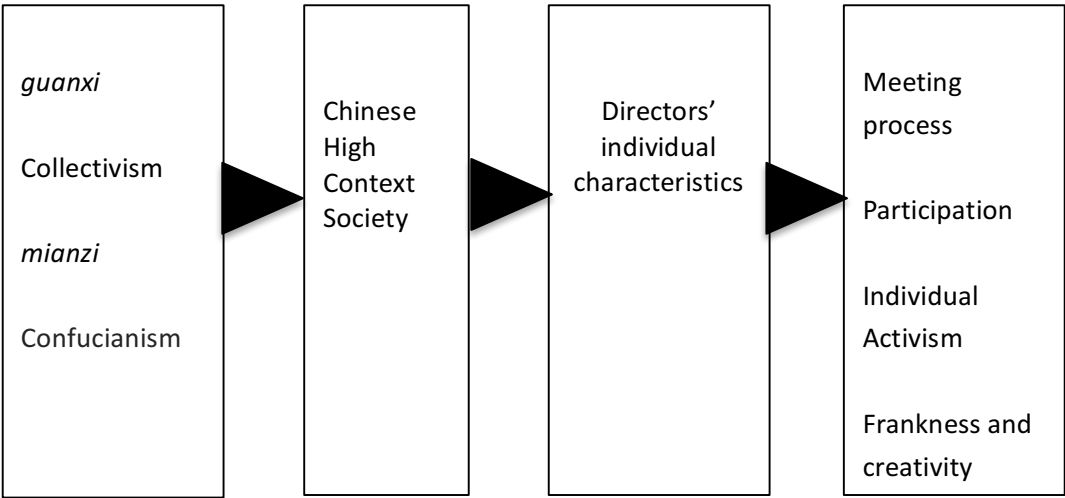 guanxi
Collectivism
mianzi
Confucianism
Chinese
High
Context
Society
Directors’
individual
characteristics
Meeting
process
Participation
Individual
Activism
Frankness and
creativity